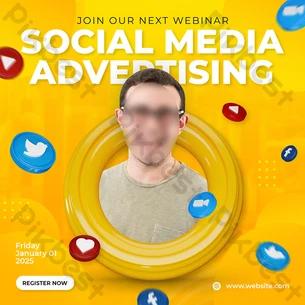 JOIN OUR NEXT WEBINAR
SOCIAL MEDIA
ADVERTISING
Friday
January 01
2025
REGISTER NOW
www.website.com